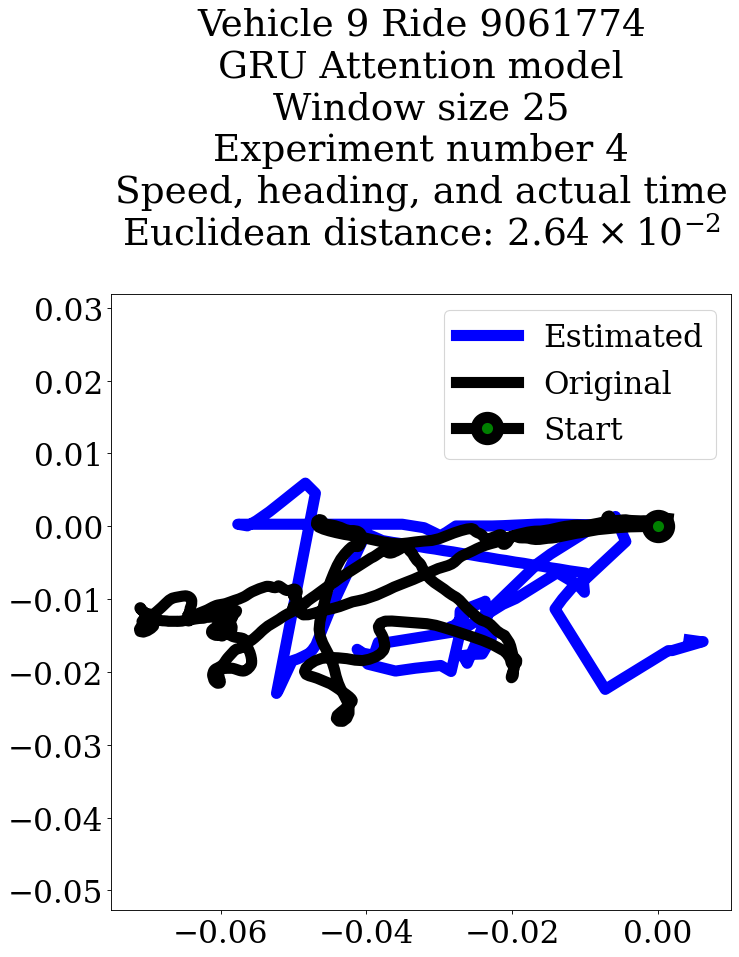 Vehicle 9 Ride 9061774
GRU Attention model
Window size 25
Experiment number 4
Speed, heading, and actual time
Euclidean distance: 2.64 × 10⁻²
Estimated
Original
Start
0.03
0.02
0.01
0.00
−0.01
−0.02
−0.03
−0.04
−0.05
−0.06 −0.04 −0.02 0.00